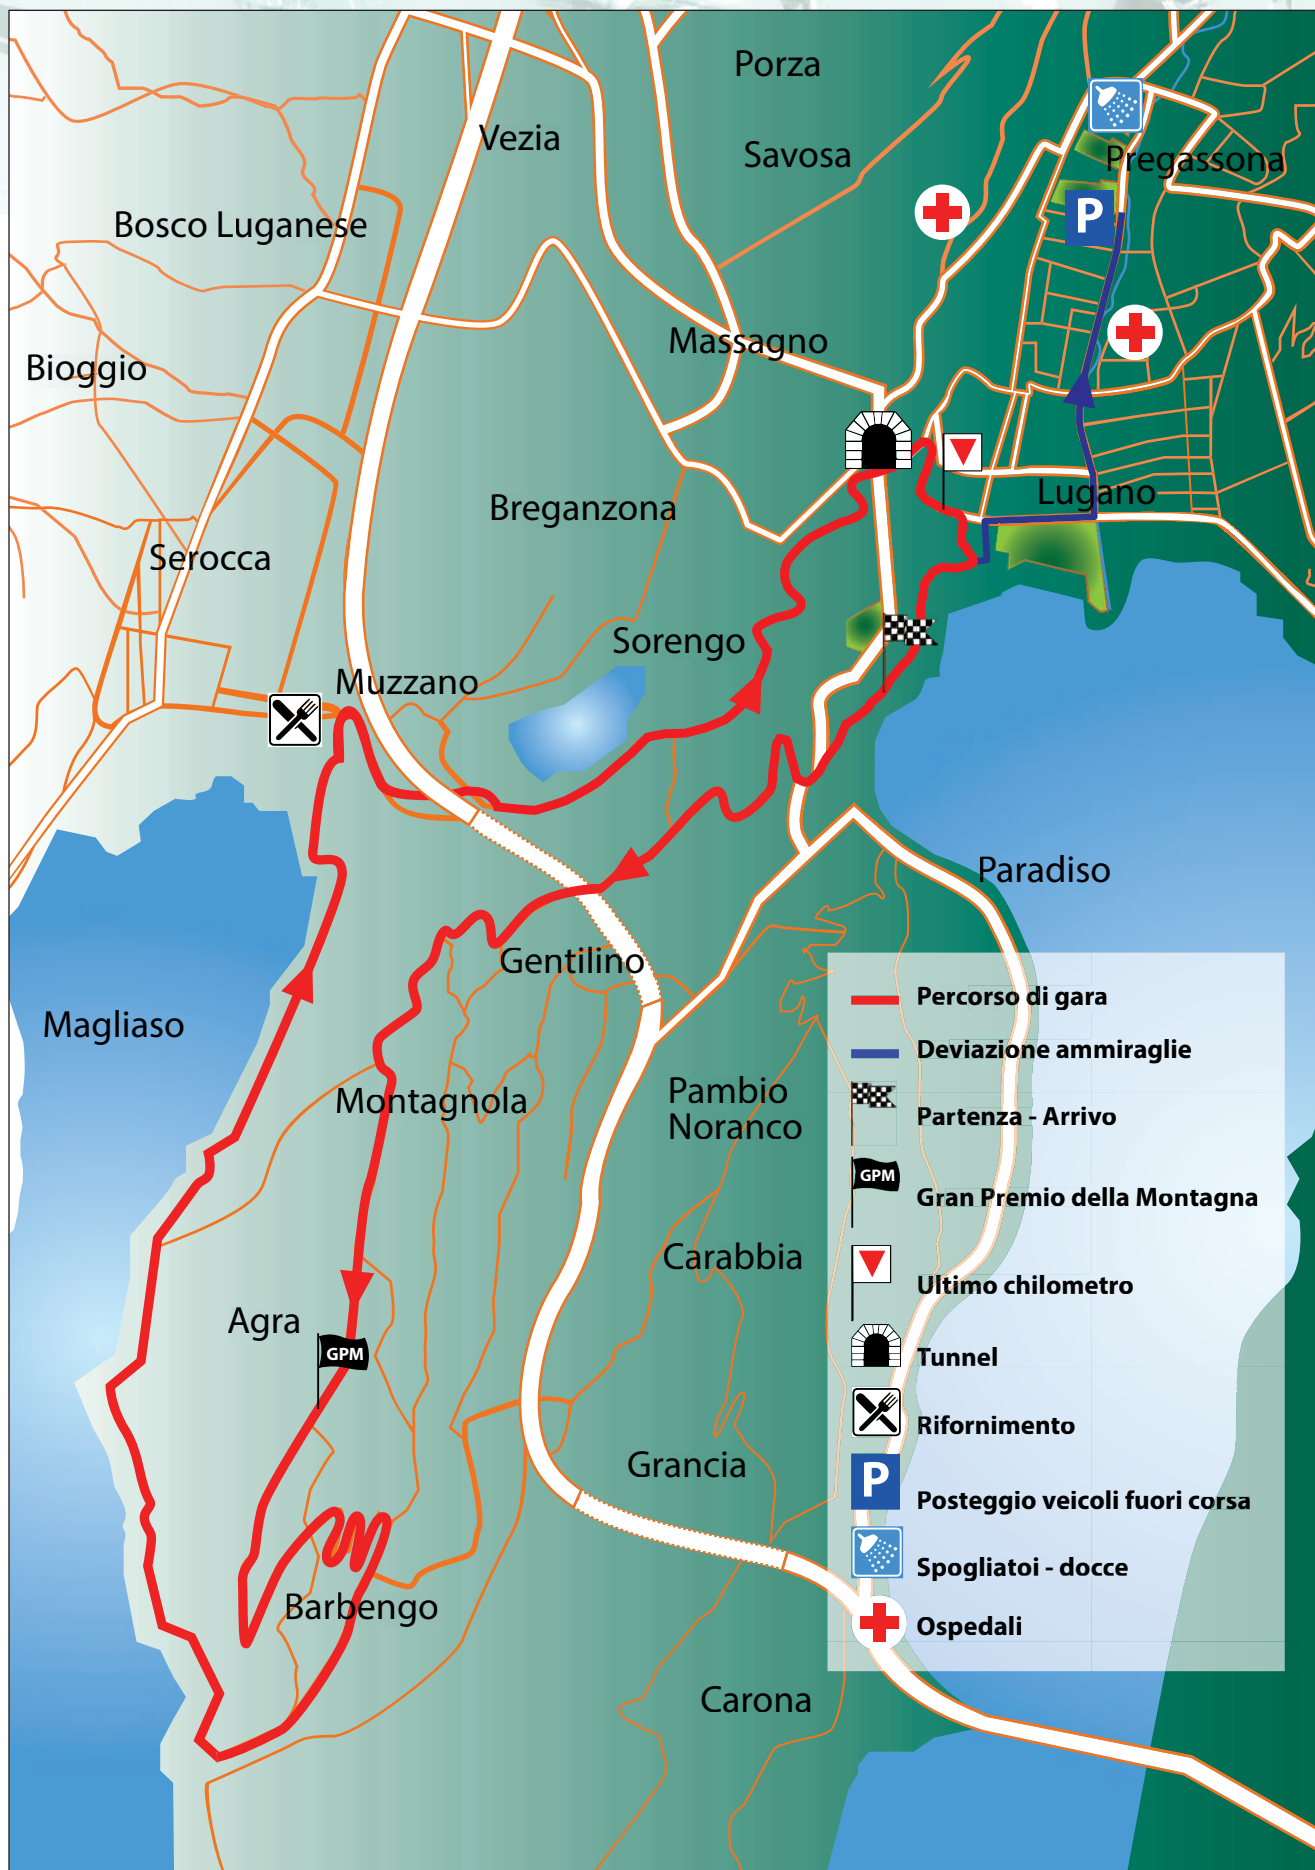 Porza
Vezia
Savosa
Pregassona
P
Bosco Luganese
Massagno
Bioggio
Lugano
Breganzona
Serocca
Sorengo
Muzzano
Paradiso
Gentilino
Magliaso
Montagnola
Pambio
Noranco
Carabbia
Agra
GPM
Grancia
Barbengo
Carona
Percorso di gara
Deviazione ammiraglie
Partenza - Arrivo
GPM
Gran Premio della Montagna
Ultimo chilometro
Tunnel
Rifornimento
P
Posteggio veicoli fuori corsa
Spogliatoi - docce
Ospedali